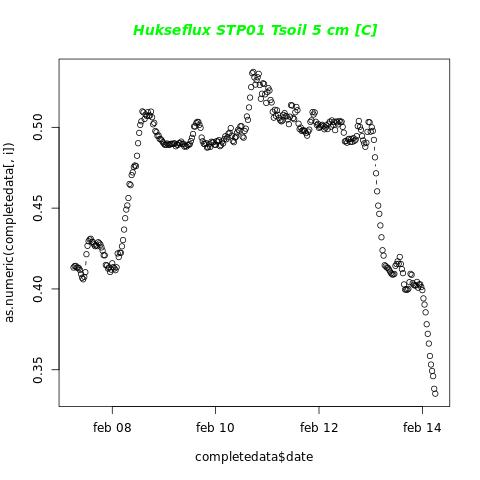 Hukseflux STP01 Tsoil 5 cm [C]
as.numeric(completedata[, i])
0.50
0.45
0.40
0.35
feb 08 feb 10 feb 12 feb 14
completedata$date